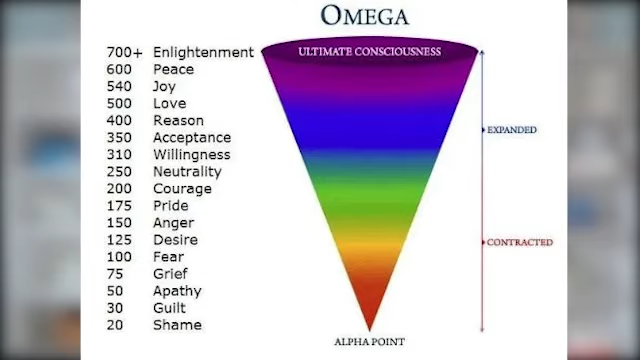 OMEGA
ULTIMATE CONSCIOUSNESS
700+ Enlightenment
600 Peace
540 Joy
500 Love
400 Reason
350 Acceptance
310 Willingness
250 Neutrality
200 Courage
175 Pride
150 Anger
125 Desire
100 Fear
75 Grief
50 Apathy
30 Guilt
20 Shame
EXPANDED
CONTRACTED
ALPHA POINT